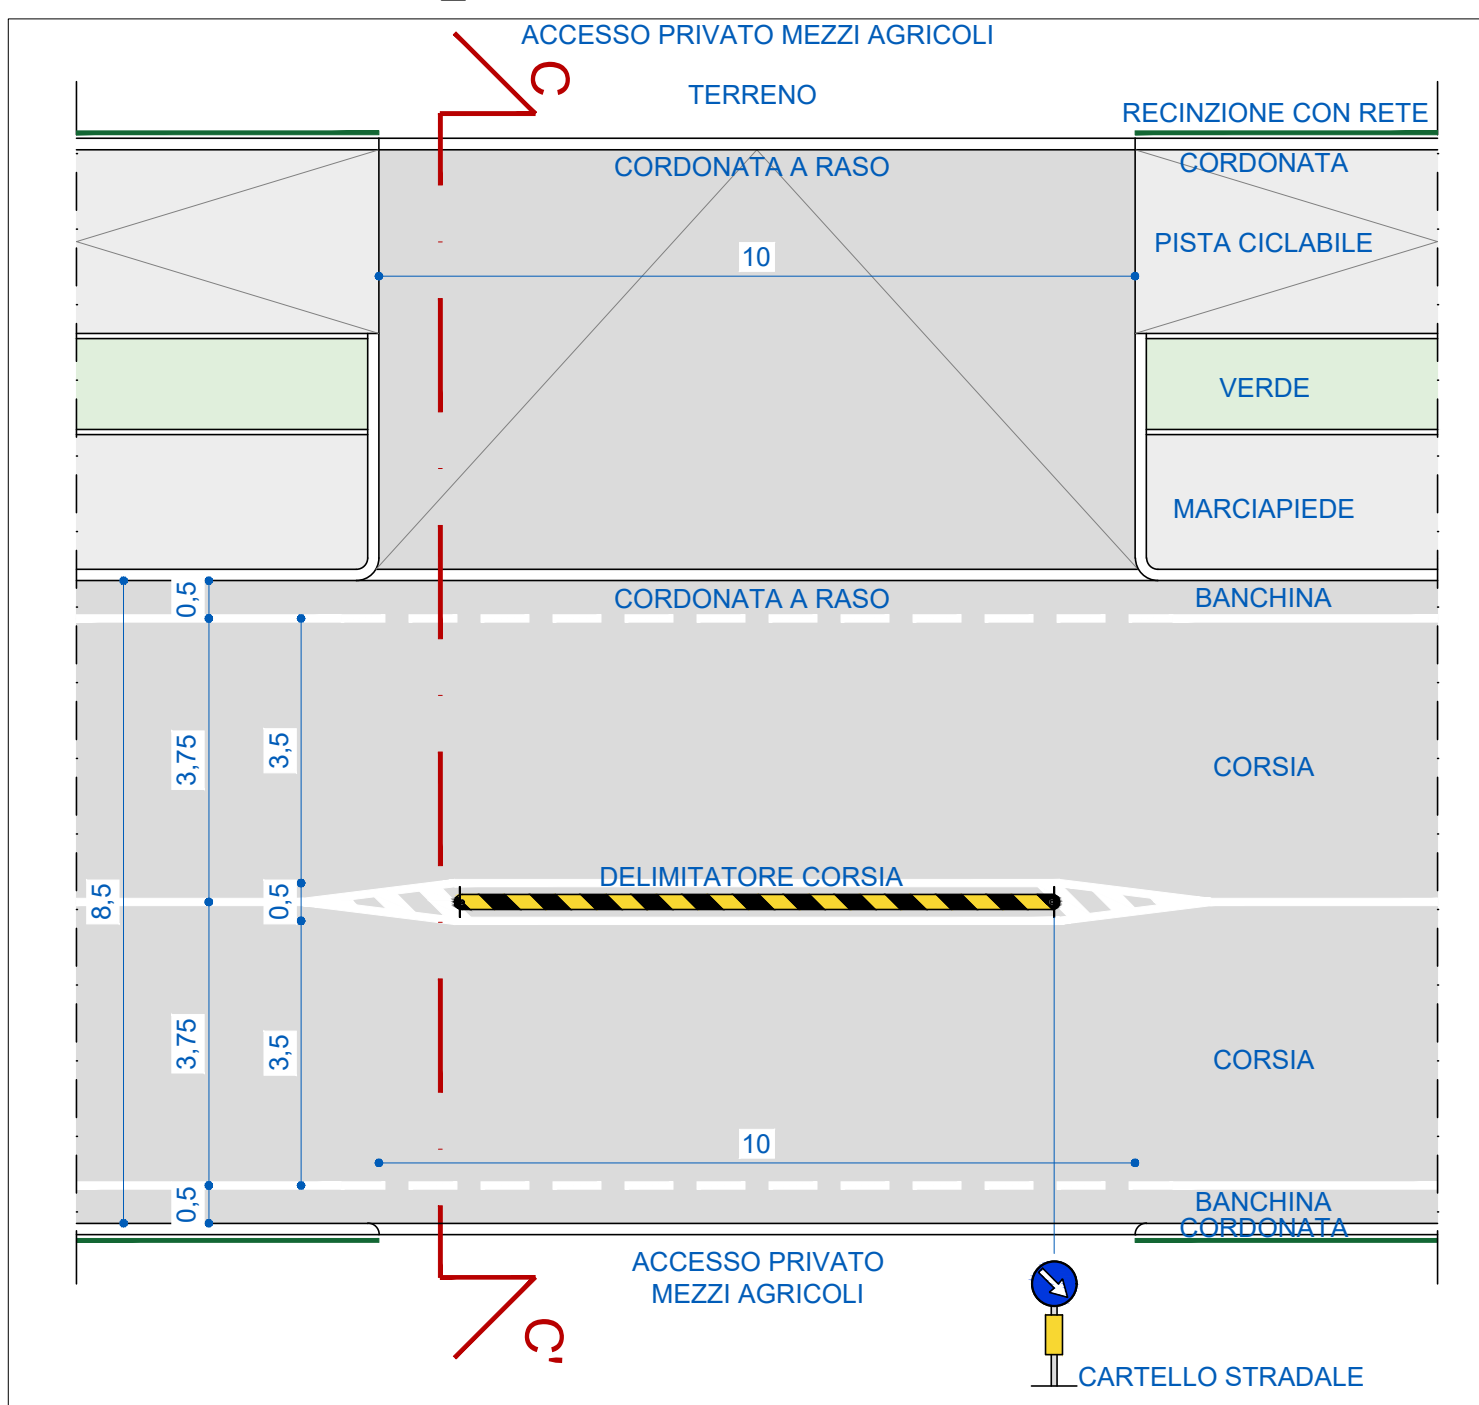 ACCESSO PRIVATO MEZZI AGRICOLI
C
TERRENO
RECINZIONE CON RETE
CORDONATA A RASO
CORDONATA
PISTA CICLABILE
10
VERDE
MARCIAPIEDE
0,5
CORDONATA A RASO
BANCHINA
3,75
3,5
CORSIA
DELIMITATORE CORSIA
8,5
0,5
3,75
3,5
CORSIA
10
0,5
BANCHINA
CORDONATA
ACCESSO PRIVATO
MEZZI AGRICOLI
C'
CARTELLO STRADALE